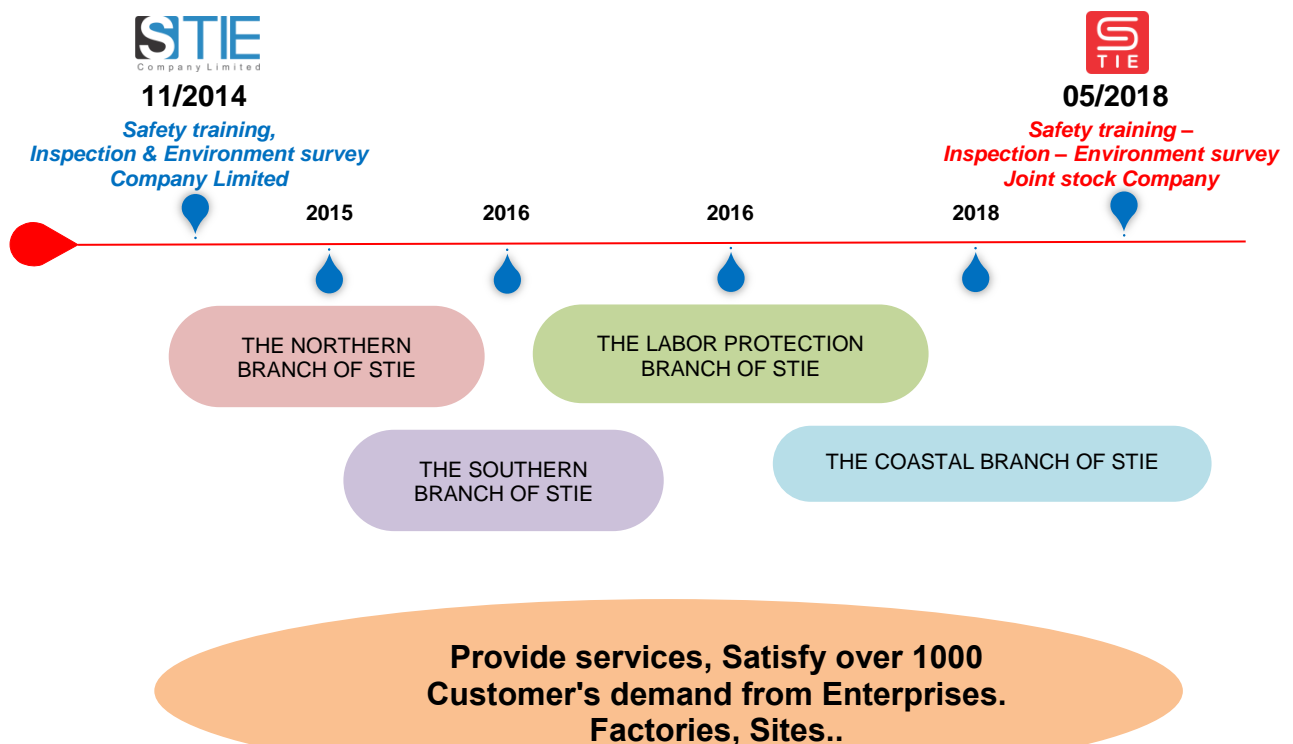 STIE
Company Limited
11/2014
Safety training,
Inspection & Environment survey
Company Limited
S
TIE
05/2018
Safety training –
Inspection – Environment survey
Joint stock Company
2015
2016
2016
2018
THE NORTHERN
BRANCH OF STIE
THE LABOR PROTECTION
BRANCH OF STIE
THE SOUTHERN
BRANCH OF STIE
THE COASTAL BRANCH OF STIE
Provide services, Satisfy over 1000
Customer's demand from Enterprises.
Factories, Sites..